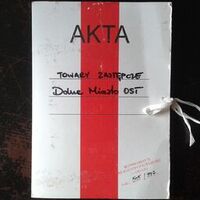 AKTA
TOWARY ZASTĘPCZE
Dolne Miasto OST